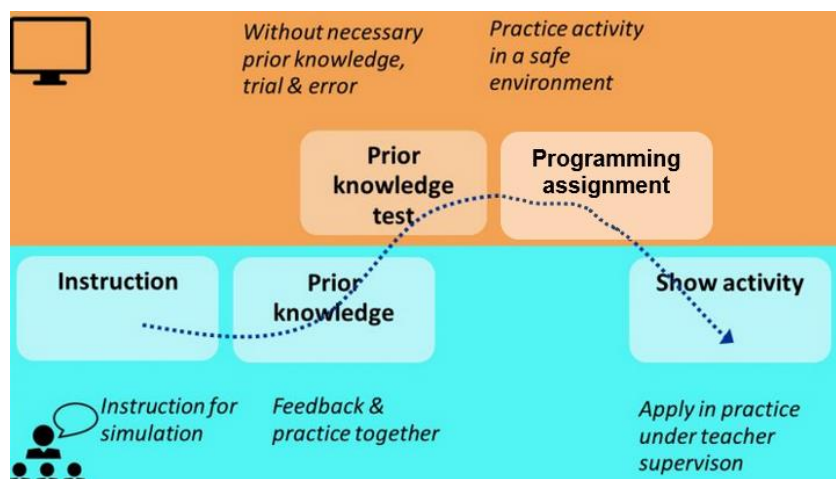 Without necessary
prior knowledge,
trial & error
Practice activity
in a safe
environment
Prior
knowledge
test
Programming
assignment
Instruction
Prior
knowledge
Show activity
Instruction for
simulation
Feedback &
practice together
Apply in practice
under teacher
supervison